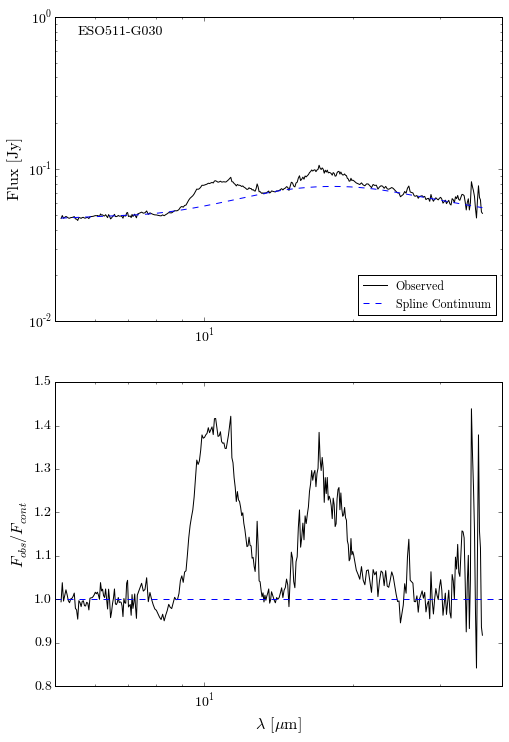 10^0
ESO511-G030
Flux [Jy]
10^-1
Observed
Spline Continuum
10^-2
10^1
1.5
1.4
1.3
1.2
F_obs/F_cont
1.1
1.0
0.9
0.8
10^1
λ [μm]